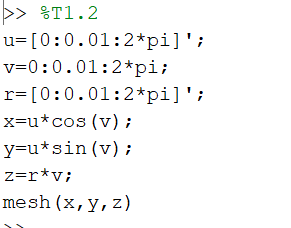 >> %T1.2
u=[0:0.01:2*pi]';
v=0:0.01:2*pi;
r=[0:0.01:2*pi]';
x=u*cos(v);
y=u*sin(v);
z=r*v;
mesh(x,y,z)
>>